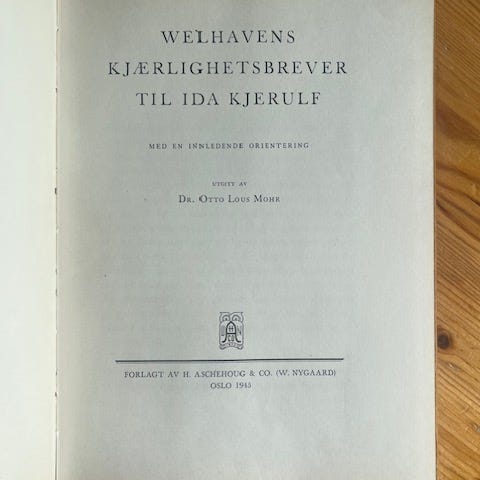 WELHAVENS
KJÆRLIGHETSBREVER
TIL IDA KJERULF
MED EN INNLEDENDE ORIENTERING
UTGITT AV
DR. OTTO LOUS MOHR
FORLAGT AV H. ASCHEHOUG & CO. (W. NYGAARD)
OSLO 1945